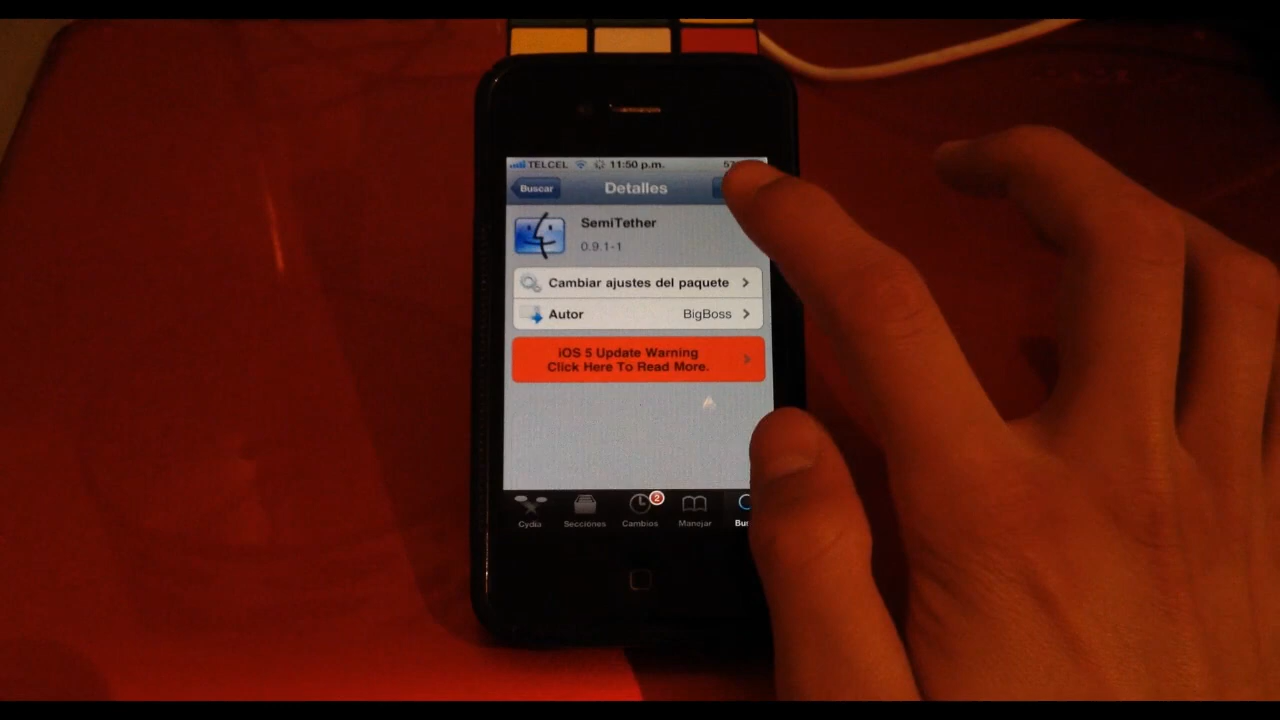 TELCEL 11:50 p.m.
Buscar Detalles
SemiTether
0.9.1-1
Cambiar ajustes del paquete
Autor BigBoss
iOS 5 Update Warning
Click Here To Read More.
2
Cydia Secciones Cambios Manejar